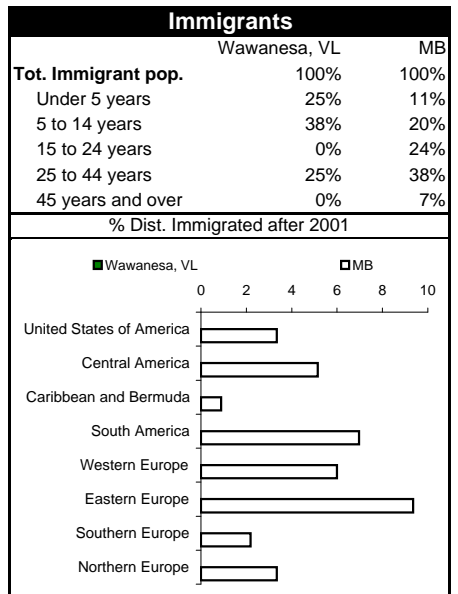 Immigrants
Wawanesa, VL MB
Tot. Immigrant pop. 100% 100%
Under 5 years 25% 11%
5 to 14 years 38% 20%
15 to 24 years 0% 24%
25 to 44 years 25% 38%
45 years and over 0% 7%
% Dist. Immigrated after 2001
Wawanesa, VL MB
0 2 4 6 8 10
United States of America
Central America
Caribbean and Bermuda
South America
Western Europe
Eastern Europe
Southern Europe
Northern Europe